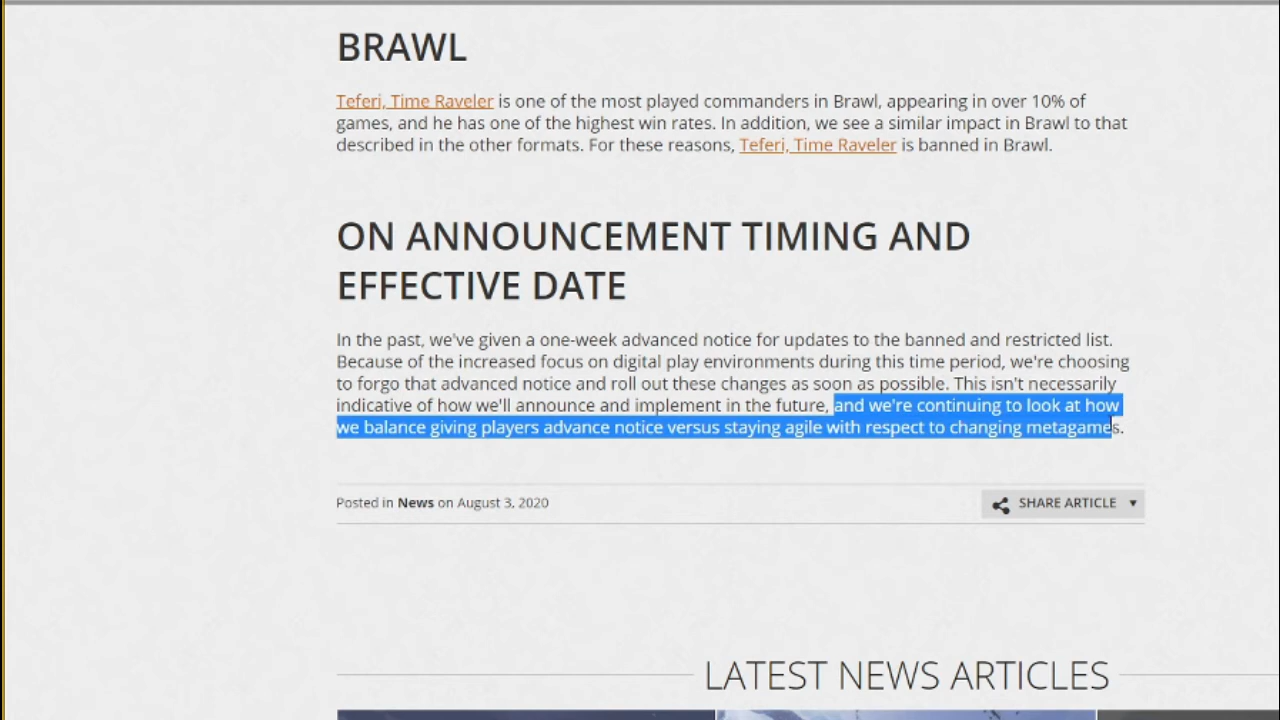 BRAWL
Teferi, Time Raveler is one of the most played commanders in Brawl, appearing in over 10% of
games, and he has one of the highest win rates. In addition, we see a similar impact in Brawl to that
described in the other formats. For these reasons, Teferi, Time Raveler is banned in Brawl.
ON ANNOUNCEMENT TIMING AND
EFFECTIVE DATE
In the past, we've given a one-week advanced notice for updates to the banned and restricted list.
Because of the increased focus on digital play environments during this time period, we're choosing
to forgo that advanced notice and roll out these changes as soon as possible. This isn't necessarily
indicative of how we'll announce and implement in the future, and we're continuing to look at how
we balance giving players advance notice versus staying agile with respect to changing metagames.
Posted in News on August 3, 2020
SHARE ARTICLE
LATEST NEWS ARTICLES